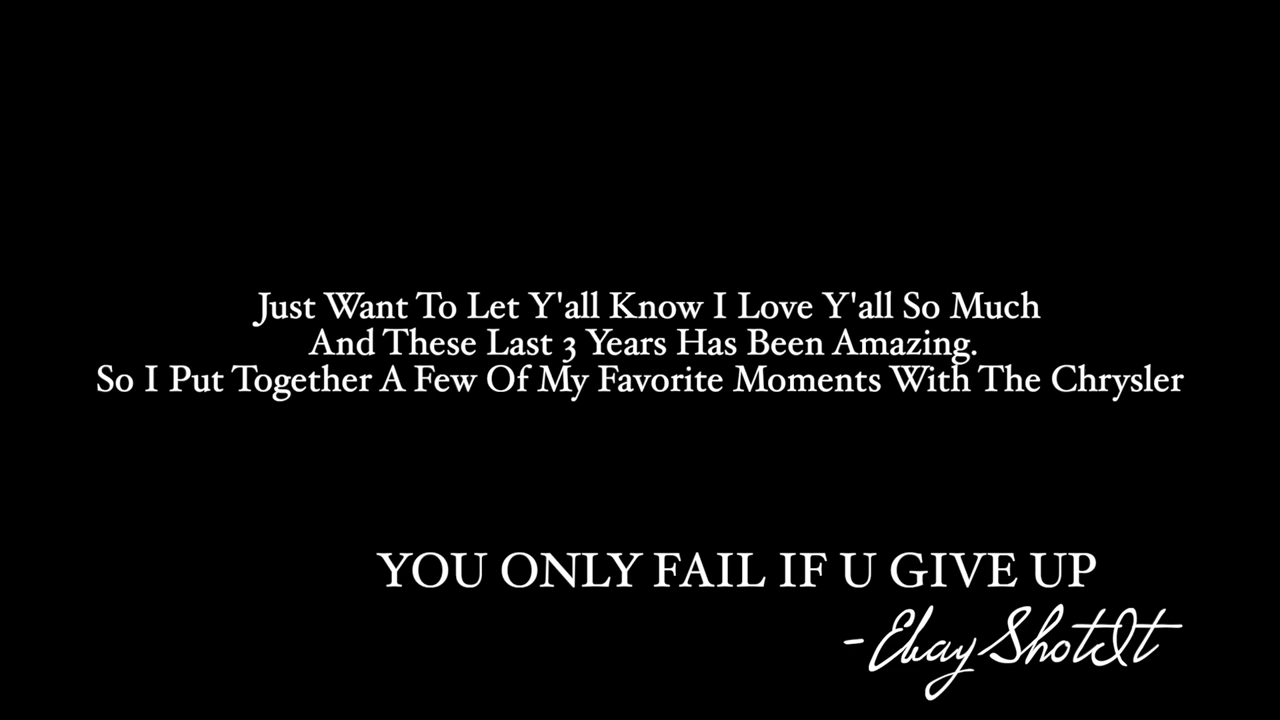 Just Want To Let Y'all Know I Love Y'all So Much
And These Last 3 Years Has Been Amazing.
So I Put Together A Few Of My Favorite Moments With The Chrysler
YOU ONLY FAIL IF U GIVE UP
-EbayShotIt